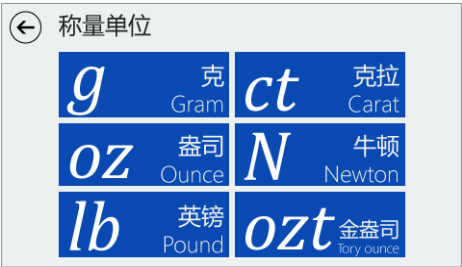 称量单位
g 克 Gram
ct 克拉 Carat
oz 盎司 Ounce
N 牛顿 Newton
lb 英镑 Pound
ozt 金盎司 Tory ounce